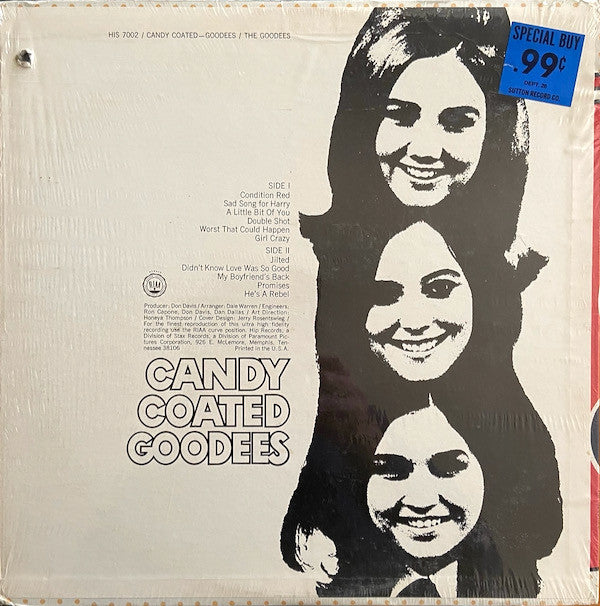 HIS 7002 / CANDY COATED—GOODEES / THE GOODEES
SPECIAL BUY
.99¢
DEPT. 26
SUTTON RECORD CO.
SIDE I
Condition Red
Sad Song for Harry
A Little Bit Of You
Double Shot
Worst That Could Happen
Girl Crazy
SIDE II
Jilted
Didn't Know Love Was So Good
My Boyfriend's Back
Promises
He's A Rebel
RIAA
Producer: Don Davis / Arranger: Dale Warren / Engineers:
Ron Capone, Don Davis, Dan Dallas / Art Direction:
Honeya Thompson / Cover Design: Jerry Rosentswieg /
For the finest reproduction of this ultra high fidelity
recording use the RIAA curve position. Hip Records, a
Division of Stax Records, a Division of Paramount Pic-
tures Corporation, 926 E. McLemore, Memphis, Ten-
nessee 38106 Printed in the U.S.A.
CANDY
COATED
GOODEES